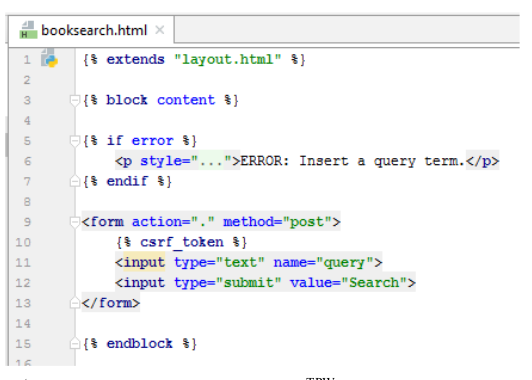 booksearch.html ×
1 {% extends "layout.html" %}
2
3 {% block content %}
4
5 {% if error %}
6 <p style="...">ERROR: Insert a query term.</p>
7 {% endif %}
8
9 <form action="." method="post">
10 {% csrf_token %}
11 <input type="text" name="query">
12 <input type="submit" value="Search">
13 </form>
14
15 {% endblock %}
16